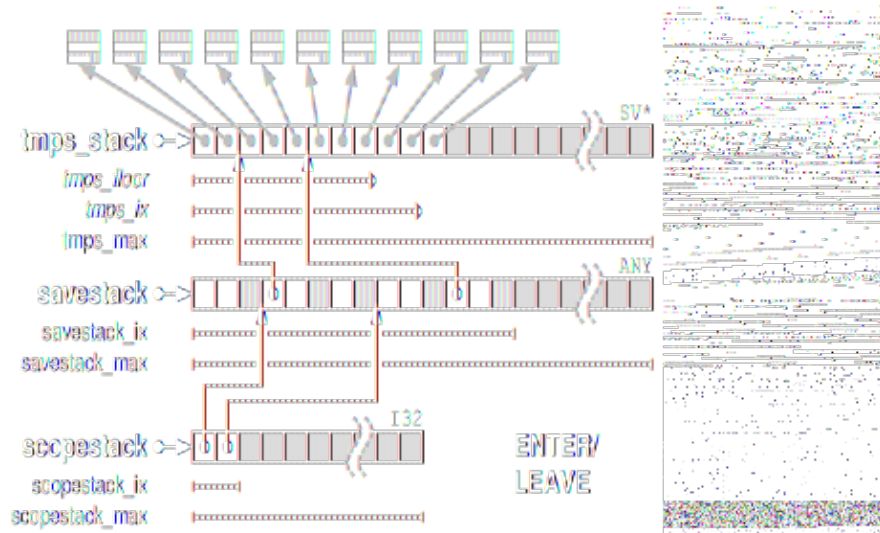 SV*
tmps_stack =>
tmps_floor
tmps_ix
tmps_max
ANY
savestack =>
savestack_ix
savestack_max
I32
scopestack =>
scopestack_ix
scopestack_max
ENTER/
LEAVE